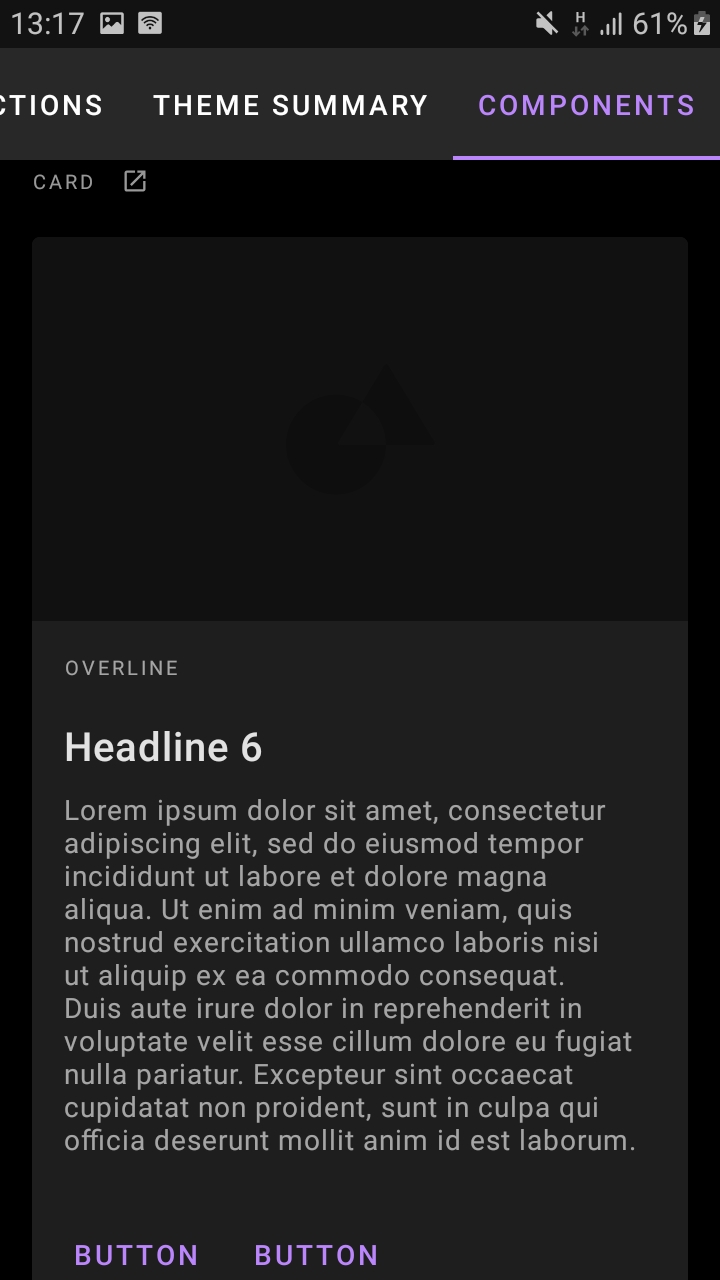 13:17 H 61%
CTIONS THEME SUMMARY COMPONENTS
CARD
OVERLINE
Headline 6
Lorem ipsum dolor sit amet, consectetur
adipiscing elit, sed do eiusmod tempor
incididunt ut labore et dolore magna
aliqua. Ut enim ad minim veniam, quis
nostrud exercitation ullamco laboris nisi
ut aliquip ex ea commodo consequat.
Duis aute irure dolor in reprehenderit in
voluptate velit esse cillum dolore eu fugiat
nulla pariatur. Excepteur sint occaecat
cupidatat non proident, sunt in culpa qui
officia deserunt mollit anim id est laborum.
BUTTON BUTTON